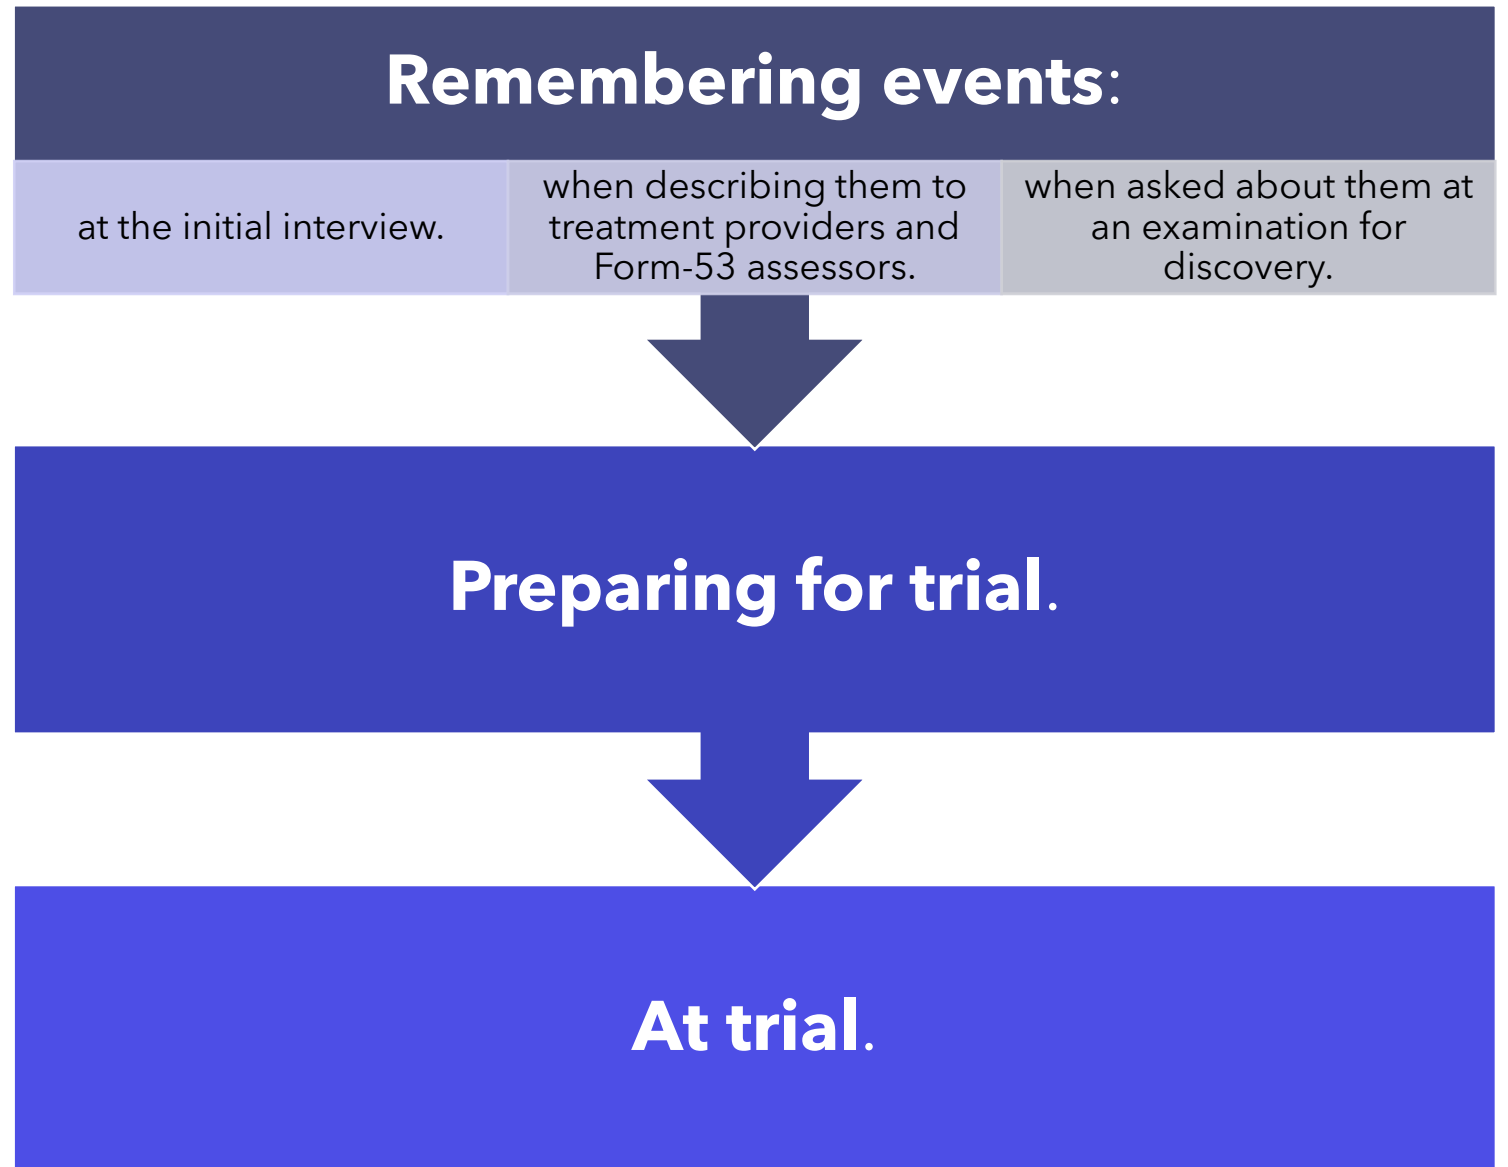 Remembering events:
at the initial interview.
when describing them to
treatment providers and
Form-53 assessors.
when asked about them at
an examination for
discovery.
Preparing for trial.
At trial.